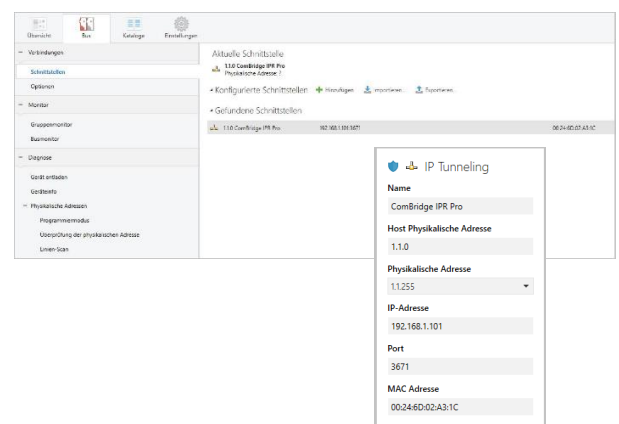 Übersicht Bus Kataloge Einstellungen
Verbindungen
Schnittstellen
Optionen
Monitor
Gruppenmonitor
Busmonitor
Diagnose
Gerät entladen
Geräteinfo
Physikalische Adressen
Programmiermodus
Überprüfung der physikalischen Adresse
Linien-Scan
Aktuelle Schnittstelle
1.1.0 ComBridge IPR Pro
Physikalische Adresse: ?
Konfigurierte Schnittstellen Hinzufügen Importieren... Exportieren...
Gefundene Schnittstellen
1.1.0 ComBridge IPR Pro 192.168.1.101:3671 00:24:6D:02:A3:1C
IP Tunneling
Name
ComBridge IPR Pro
Host Physikalische Adresse
1.1.0
Physikalische Adresse
1.1.255
IP-Adresse
192.168.1.101
Port
3671
MAC Adresse
00:24:6D:02:A3:1C